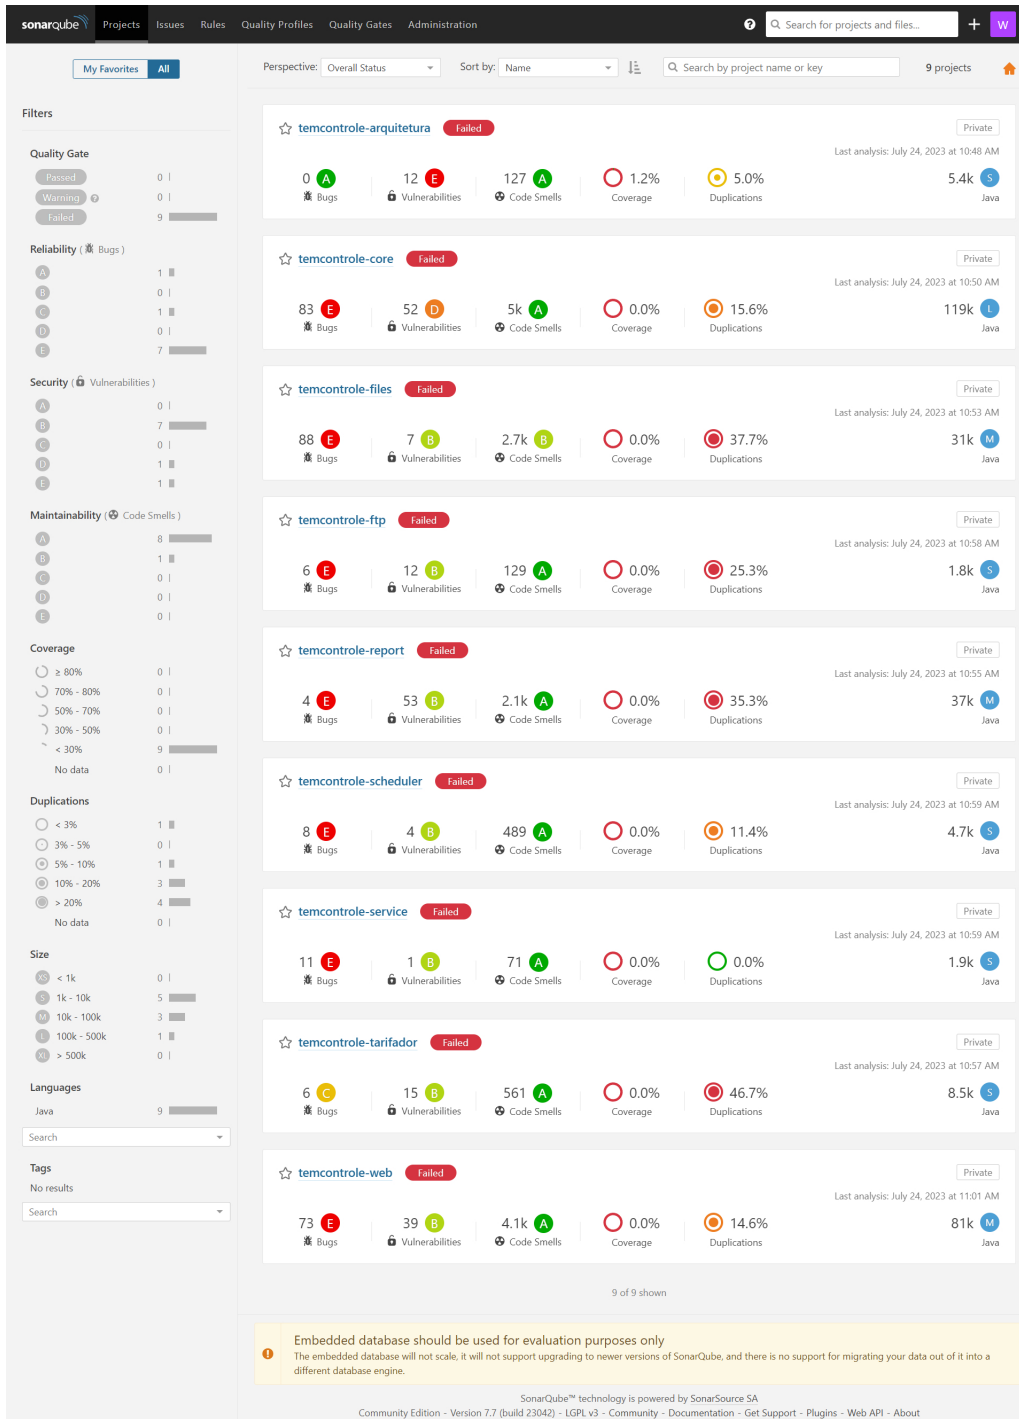 sonarqube Projects Issues Rules Quality Profiles Quality Gates Administration Search for projects and files... W
My Favorites All
Perspective: Overall Status Sort by: Name Search by project name or key 9 projects
Filters
Quality Gate
Passed 0
Warning 0
Failed 9
Reliability ( Bugs )
A 1
B 0
C 1
D 0
E 7
Security ( Vulnerabilities )
A 0
B 7
C 0
D 1
E 1
Maintainability ( Code Smells )
A 8
B 1
C 0
D 0
E 0
Coverage
≥ 80% 0
70% - 80% 0
50% - 70% 0
30% - 50% 0
< 30% 9
No data 0
Duplications
< 3% 1
3% - 5% 0
5% - 10% 1
10% - 20% 3
> 20% 4
No data 0
Size
XS < 1k 0
S 1k - 10k 5
M 10k - 100k 3
L 100k - 500k 1
XL > 500k 0
Languages
Java 9
Search
Tags
No results
Search
temcontrole-arquitetura Failed Private
Last analysis: July 24, 2023 at 10:48 AM
0 A 12 E 127 A 1.2% 5.0% 5.4k S
Bugs Vulnerabilities Code Smells Coverage Duplications Java
temcontrole-core Failed Private
Last analysis: July 24, 2023 at 10:50 AM
83 E 52 D 5k A 0.0% 15.6% 119k L
Bugs Vulnerabilities Code Smells Coverage Duplications Java
temcontrole-files Failed Private
Last analysis: July 24, 2023 at 10:53 AM
88 E 7 B 2.7k B 0.0% 37.7% 31k M
Bugs Vulnerabilities Code Smells Coverage Duplications Java
temcontrole-ftp Failed Private
Last analysis: July 24, 2023 at 10:58 AM
6 E 12 B 129 A 0.0% 25.3% 1.8k S
Bugs Vulnerabilities Code Smells Coverage Duplications Java
temcontrole-report Failed Private
Last analysis: July 24, 2023 at 10:55 AM
4 E 53 B 2.1k A 0.0% 35.3% 37k M
Bugs Vulnerabilities Code Smells Coverage Duplications Java
temcontrole-scheduler Failed Private
Last analysis: July 24, 2023 at 10:59 AM
8 E 4 B 489 A 0.0% 11.4% 4.7k S
Bugs Vulnerabilities Code Smells Coverage Duplications Java
temcontrole-service Failed Private
Last analysis: July 24, 2023 at 10:59 AM
11 E 1 B 71 A 0.0% 0.0% 1.9k S
Bugs Vulnerabilities Code Smells Coverage Duplications Java
temcontrole-tarifador Failed Private
Last analysis: July 24, 2023 at 10:57 AM
6 C 15 B 561 A 0.0% 46.7% 8.5k S
Bugs Vulnerabilities Code Smells Coverage Duplications Java
temcontrole-web Failed Private
Last analysis: July 24, 2023 at 11:01 AM
73 E 39 B 4.1k A 0.0% 14.6% 81k M
Bugs Vulnerabilities Code Smells Coverage Duplications Java
9 of 9 shown
Embedded database should be used for evaluation purposes only
The embedded database will not scale, it will not support upgrading to newer versions of SonarQube, and there is no support for migrating your data out of it into a
different database engine.
SonarQube™ technology is powered by SonarSource SA
Community Edition - Version 7.7 (build 23042) - LGPL v3 - Community - Documentation - Get Support - Plugins - Web API - About